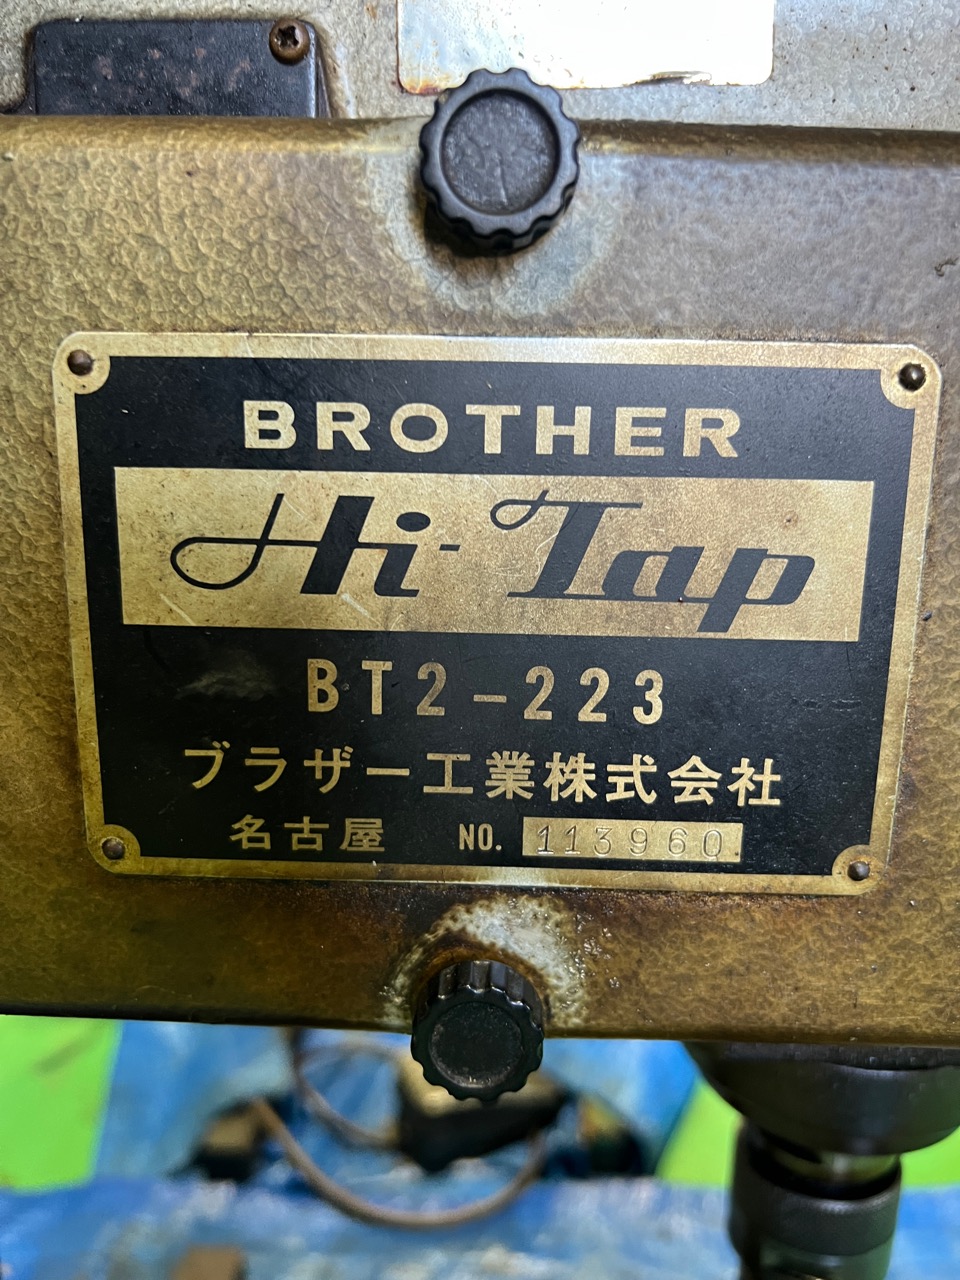 BROTHER
Hi-Tap
BT2-223
ブラザー工業株式会社
名古屋 NO. 113960.